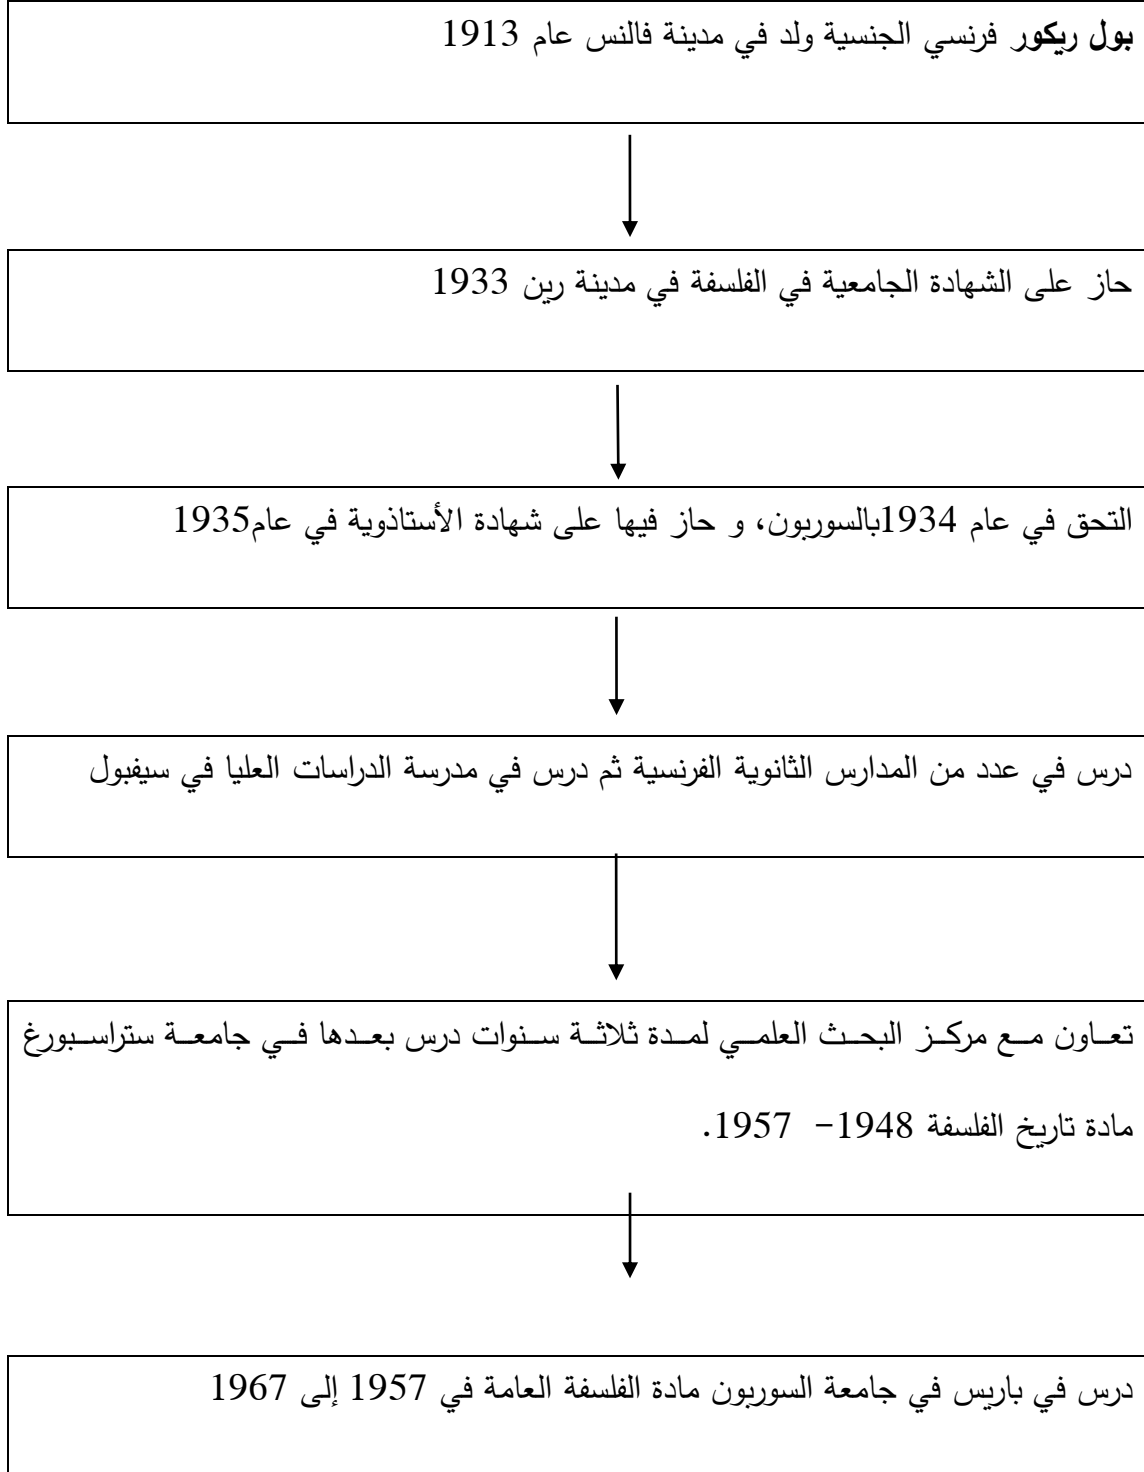 بول ريكور فرنسي الجنسية ولد في مدينة فالنس عام 1913
حاز على الشهادة الجامعية في الفلسفة في مدينة رين 1933
التحق في عام 1934بالسوربون، و حاز فيها على شهادة الأستاذوية في عام1935
درس في عدد من المدارس الثانوية الفرنسية ثم درس في مدرسة الدراسات العليا في سيفبول
تعاون مع مركز البحث العلمي لمدة ثلاثة سنوات درس بعدها في جامعة ستراسبورغ
مادة تاريخ الفلسفة 1948- 1957.
درس في باريس في جامعة السوربون مادة الفلسفة العامة في 1957 إلى 1967